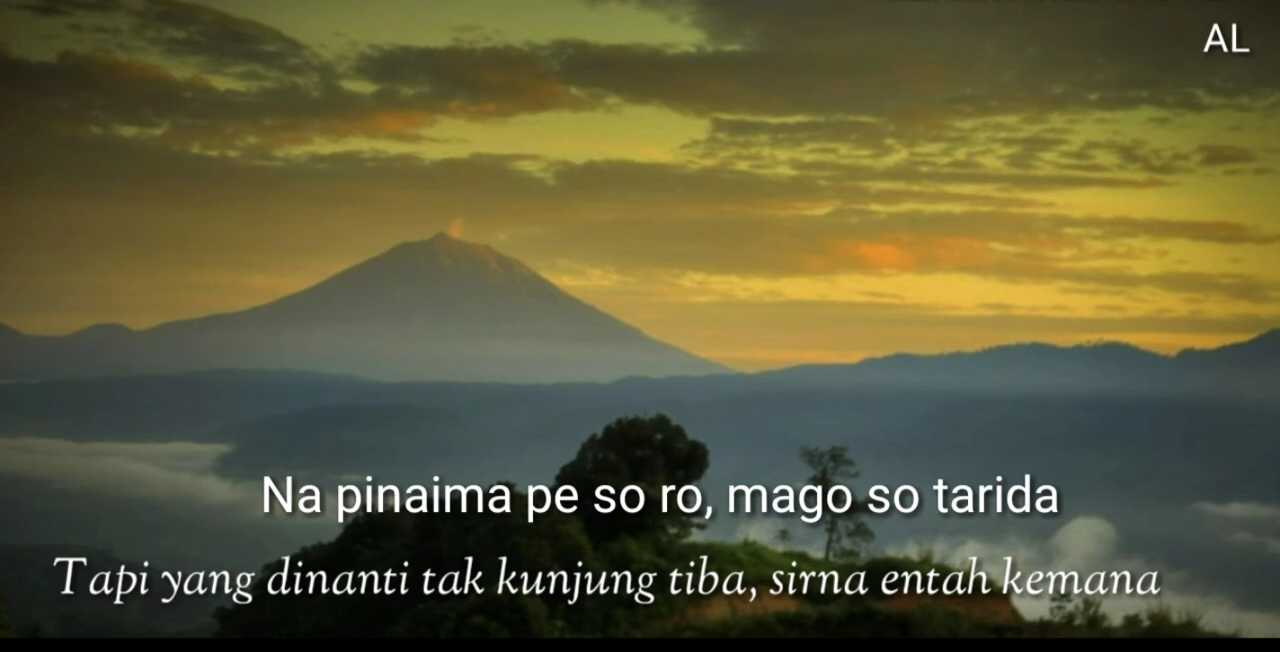 AL
Na pinaima pe so ro, mago so tarida
Tapi yang dinanti tak kunjung tiba, sirna entah kemana